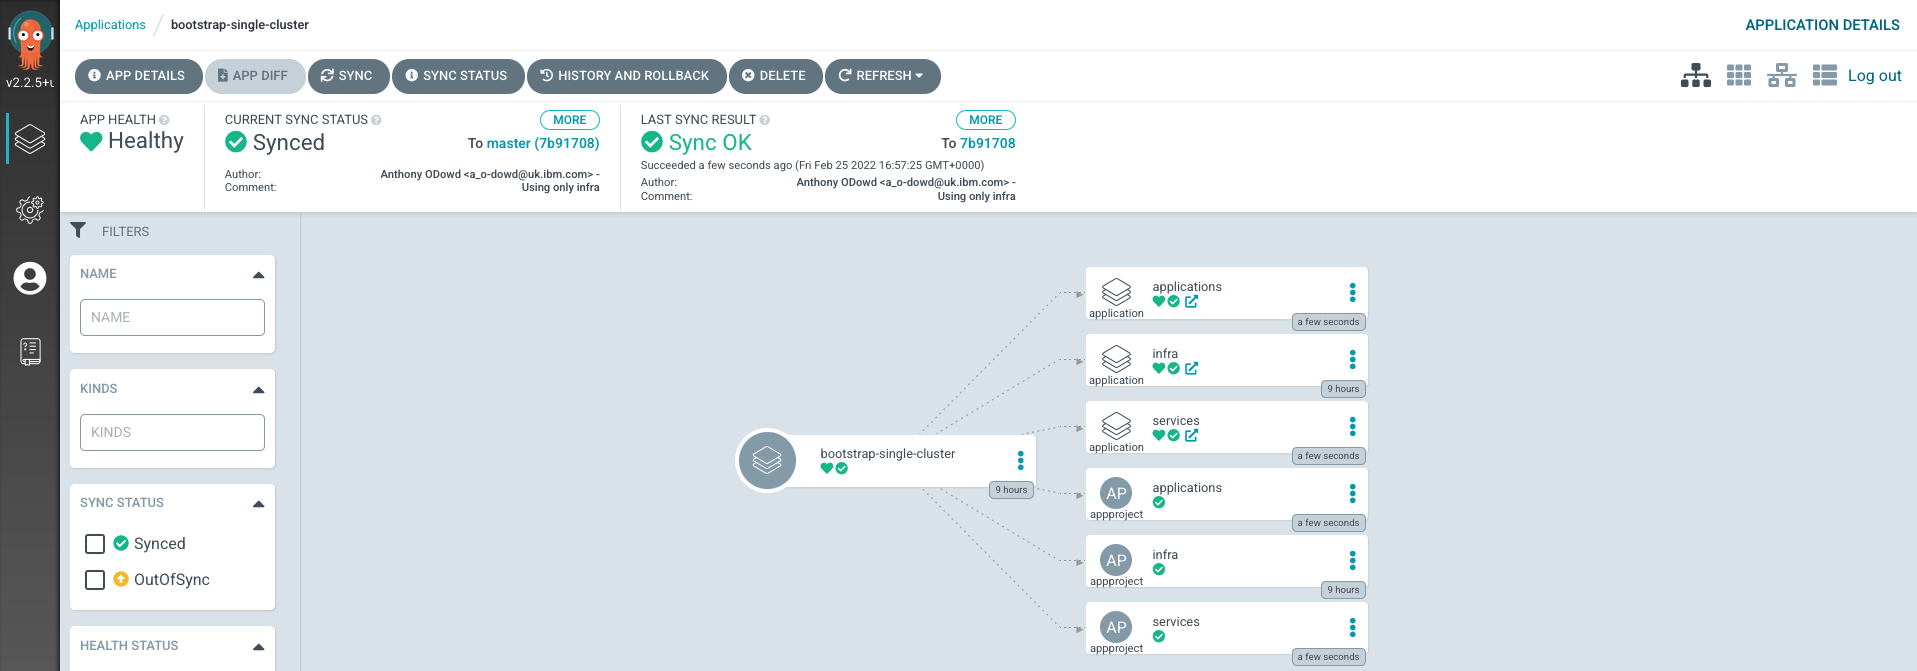 Applications / bootstrap-single-cluster
APPLICATION DETAILS
v2.2.5+u
APP DETAILS
APP DIFF
SYNC
SYNC STATUS
HISTORY AND ROLLBACK
DELETE
REFRESH
Log out
APP HEALTH
Healthy
CURRENT SYNC STATUS
MORE
Synced
To master (7b91708)
Author: Anthony ODowd <a_o-dowd@uk.ibm.com> -
Comment: Using only infra
LAST SYNC RESULT
MORE
Sync OK
To 7b91708
Succeeded a few seconds ago (Fri Feb 25 2022 16:57:25 GMT+0000)
Author: Anthony ODowd <a_o-dowd@uk.ibm.com> -
Comment: Using only infra
FILTERS
NAME
NAME
KINDS
KINDS
SYNC STATUS
Synced
OutOfSync
HEALTH STATUS
bootstrap-single-cluster
9 hours
applications
application
a few seconds
infra
application
9 hours
services
application
a few seconds
AP
applications
appproject
a few seconds
AP
infra
appproject
9 hours
AP
services
appproject
a few seconds